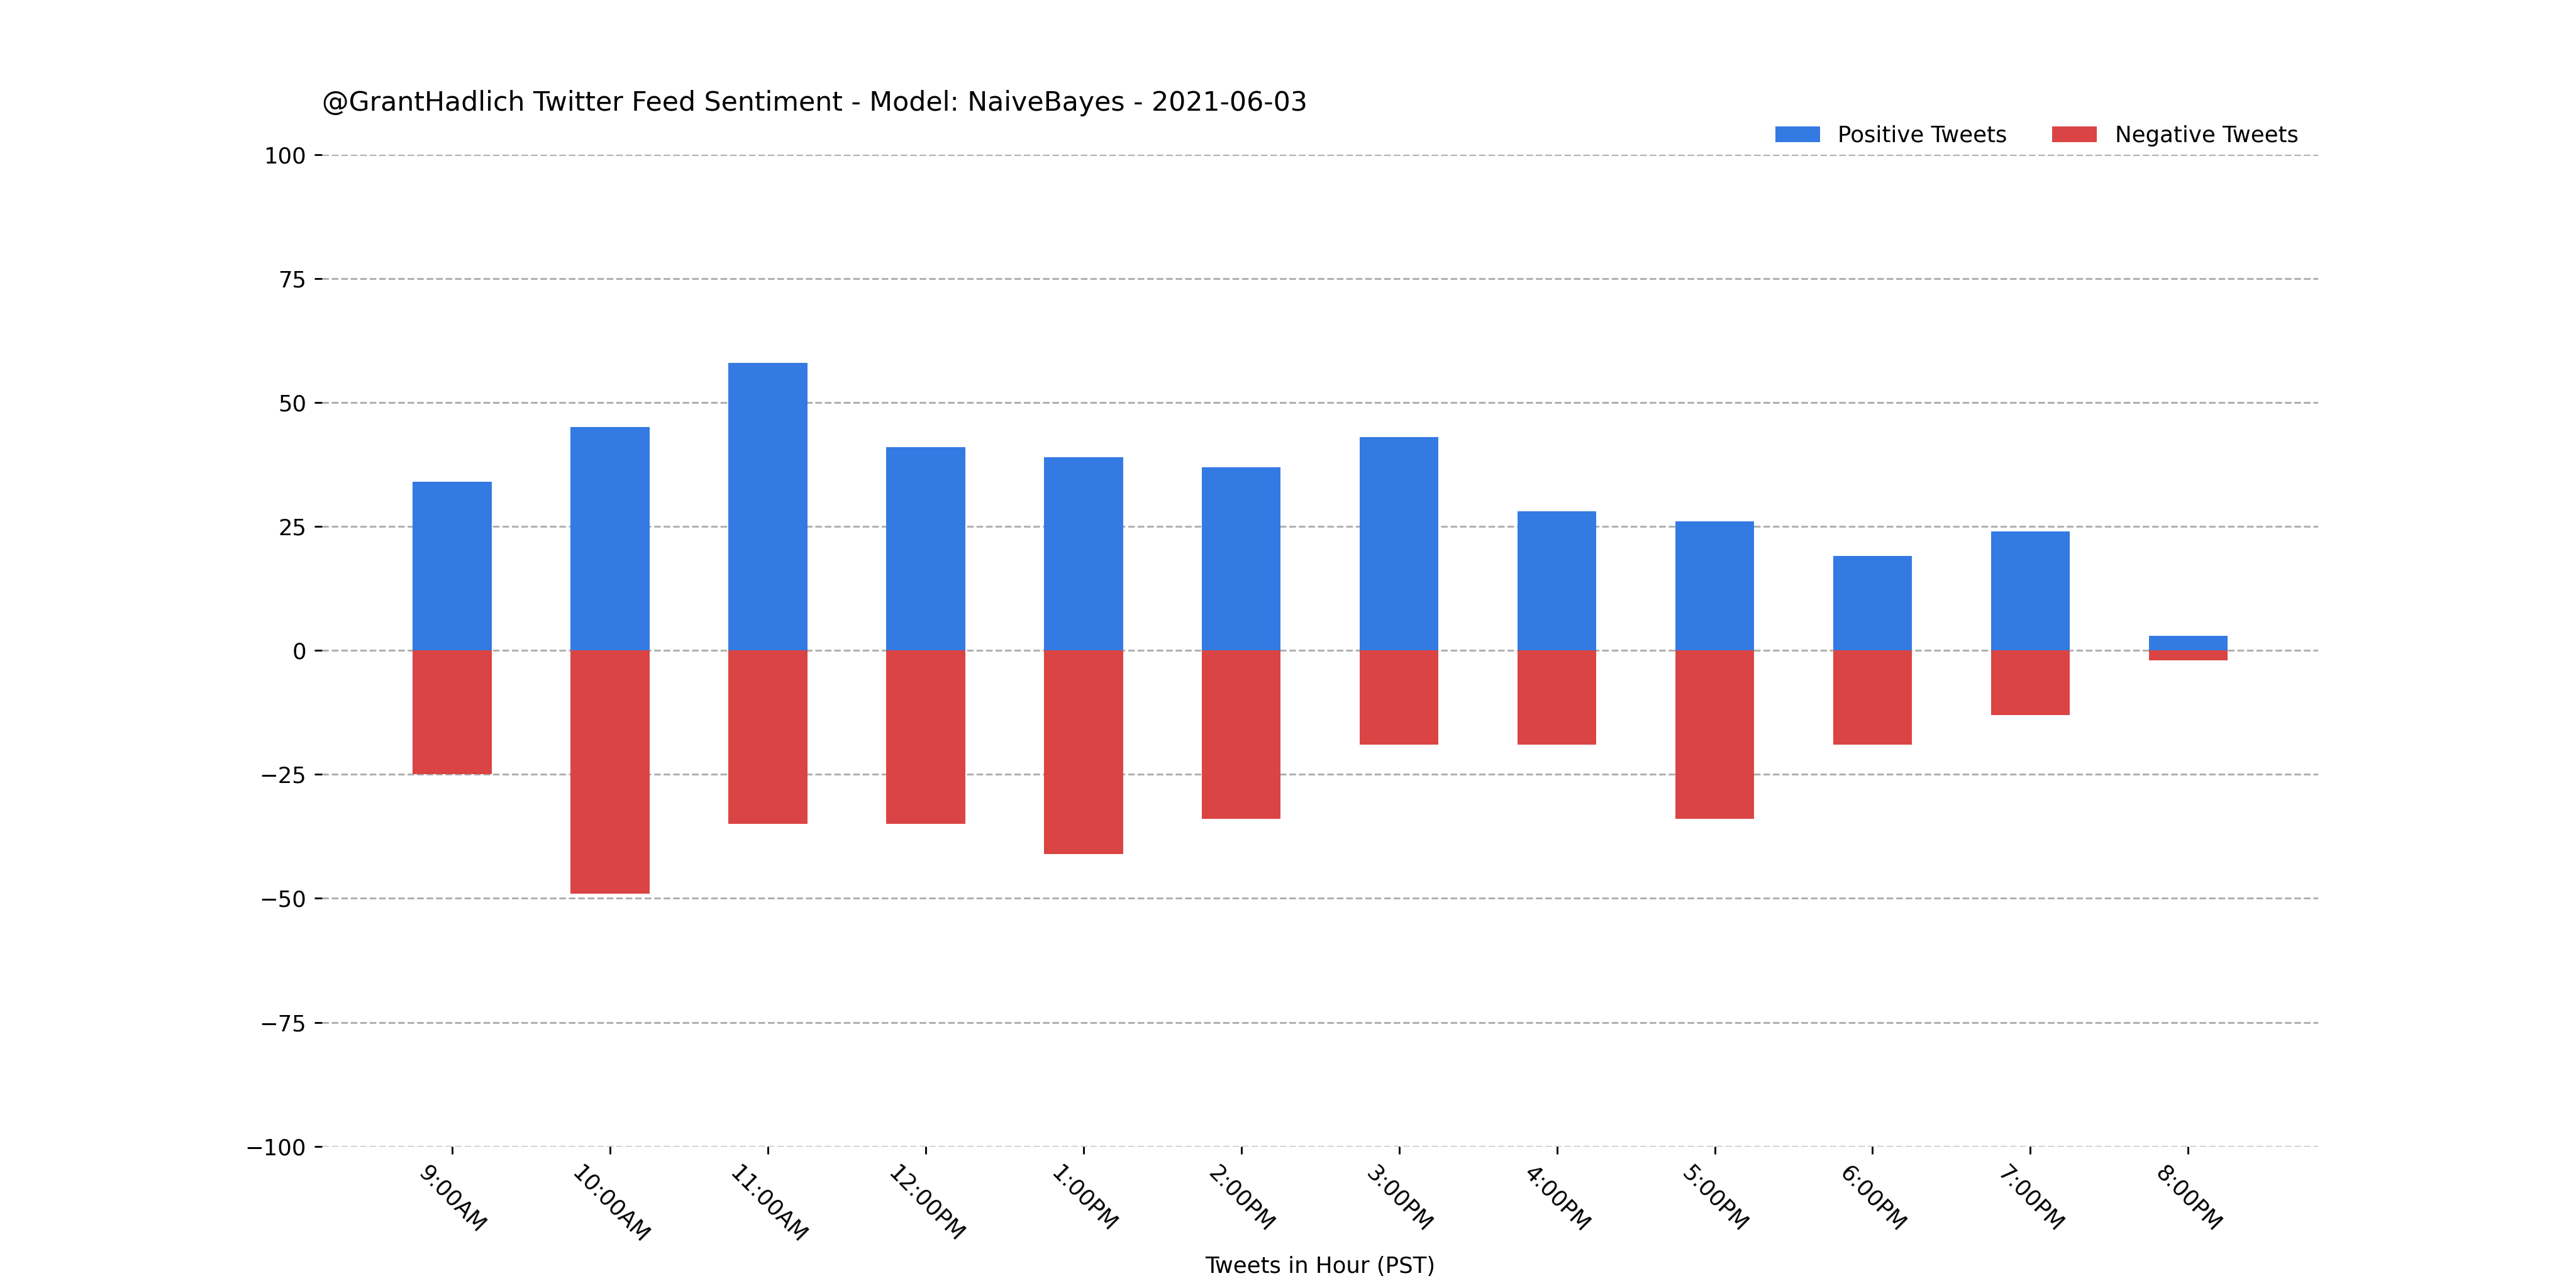 @GrantHadlich Twitter Feed Sentiment - Model: NaiveBayes - 2021-06-03
Positive Tweets Negative Tweets
100
75
50
25
0
−25
−50
−75
−100
9:00AM 10:00AM 11:00AM 12:00PM 1:00PM 2:00PM 3:00PM 4:00PM 5:00PM 6:00PM 7:00PM 8:00PM
Tweets in Hour (PST)